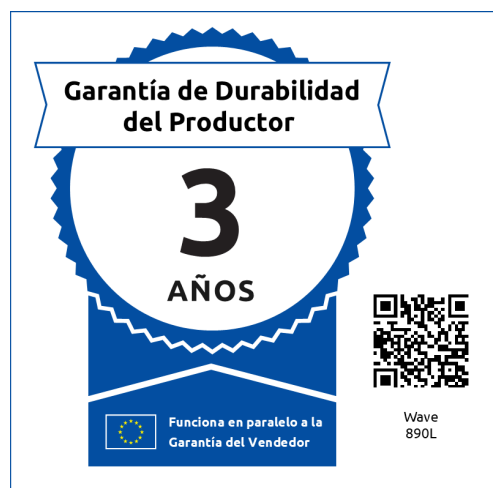 Garantía de Durabilidad
del Productor
3
AÑOS
Funciona en paralelo a la
Garantía del Vendedor
Wave
890L